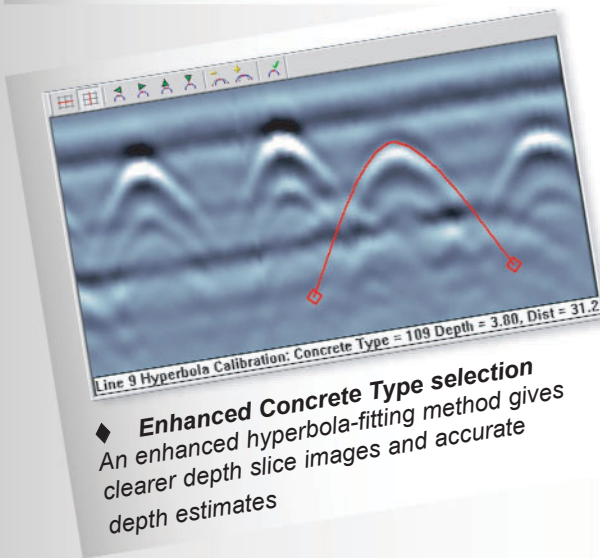 Line 9 Hyperbola Calibration: Concrete Type = 109 Depth = 3.80, Dist = 31.2
♦ Enhanced Concrete Type selection
An enhanced hyperbola-fitting method gives
clearer depth slice images and accurate
depth estimates